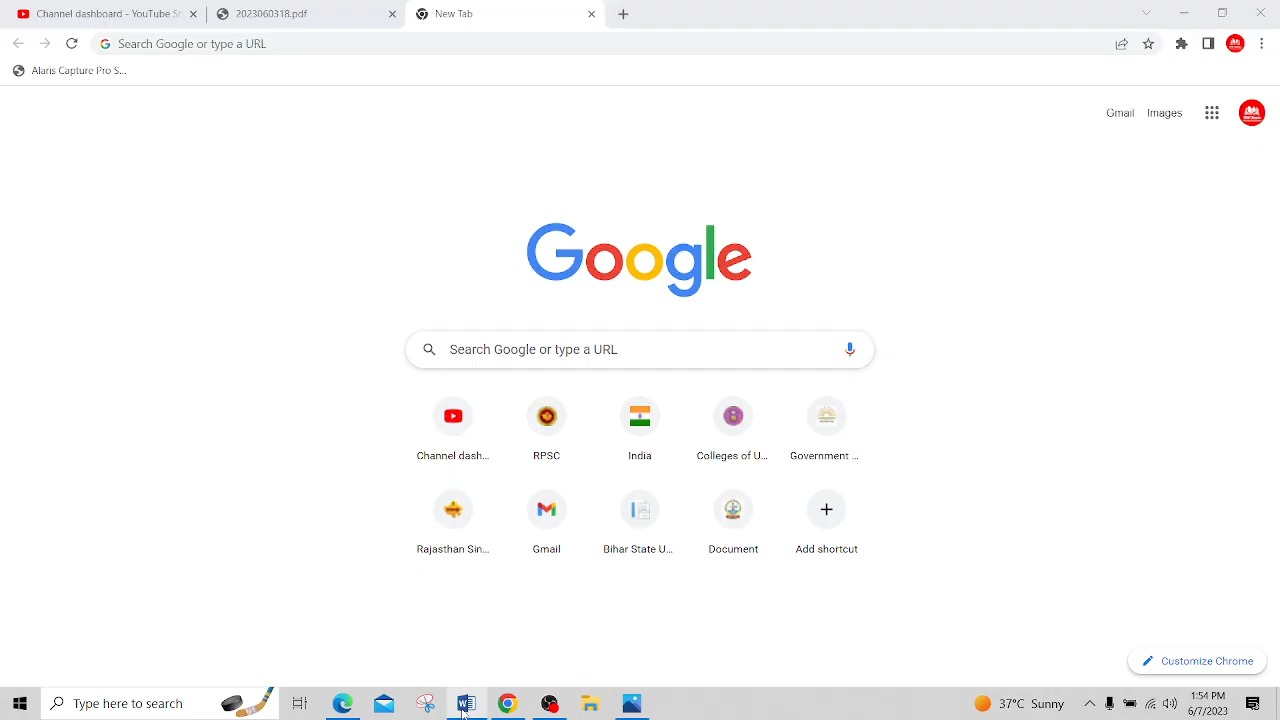 Channel dashboard - YouTube St
2023060318.pdf
New Tab
Search Google or type a URL
Alaris Capture Pro S...
Gmail
Images
Google
Search Google or type a URL
Channel dash...
RPSC
India
Colleges of U...
Government ...
Rajasthan Sin...
Gmail
Bihar State U...
Document
Add shortcut
Customize Chrome
Type here to search
37°C Sunny
1:54 PM
6/7/2023